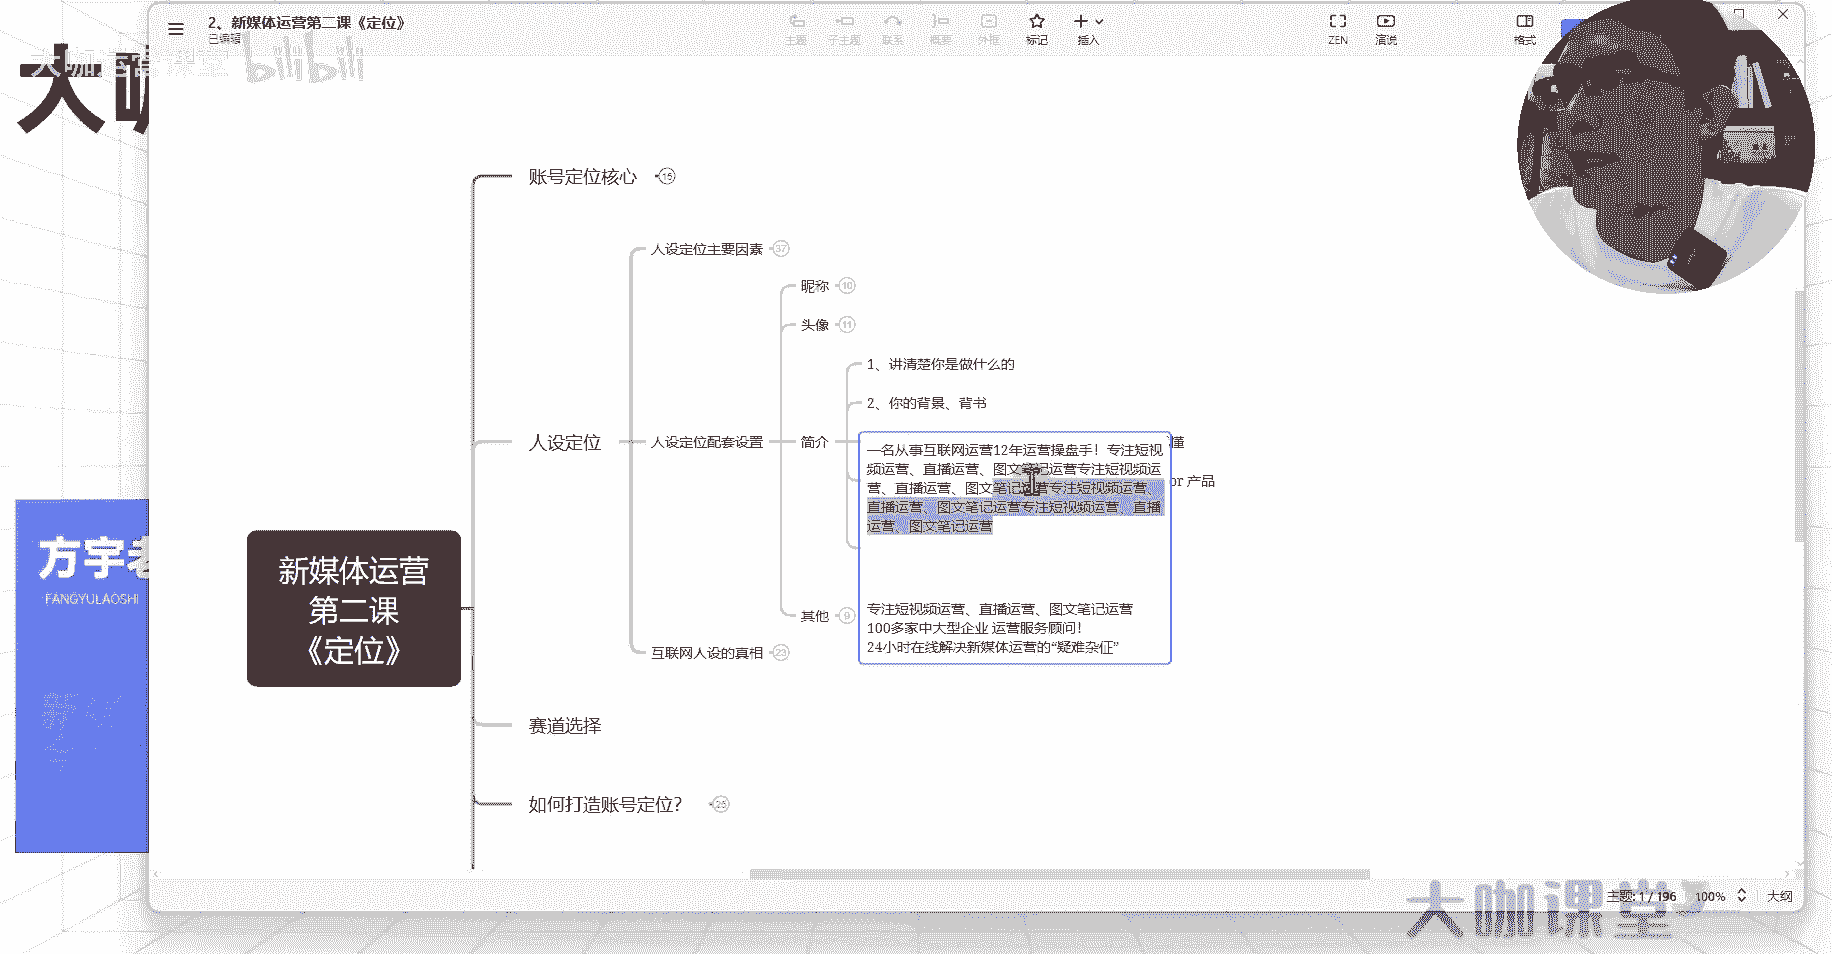 2、新媒体运营第二课《定位》
已编辑
主题
子主题
联系
概要
外框
标记
插入
ZEN
演说
格式
大咖运营课堂
bilibili
大咖
账号定位核心
15
人设定位主要因素
37
昵称
10
头像
11
1、讲清楚你是做什么的
2、你的背景、背书
人设定位
人设定位配套设置
简介
懂
or 产品
一名从事互联网运营12年运营操盘手！专注短视
频运营、直播运营、图文笔记运营专注短视频运
营、直播运营、图文笔记运营专注短视频运营、
直播运营、图文笔记运营专注短视频运营、直播
运营、图文笔记运营
专注短视频运营、直播运营、图文笔记运营
100多家中大型企业 运营服务顾问！
24小时在线解决新媒体运营的“疑难杂症”
其他
9
互联网人设的真相
23
新媒体运营
第二课
《定位》
赛道选择
如何打造账号定位？
25
方宇老
FANGYULAOSHI
主题: 1 / 196
100%
大纲
大咖课堂